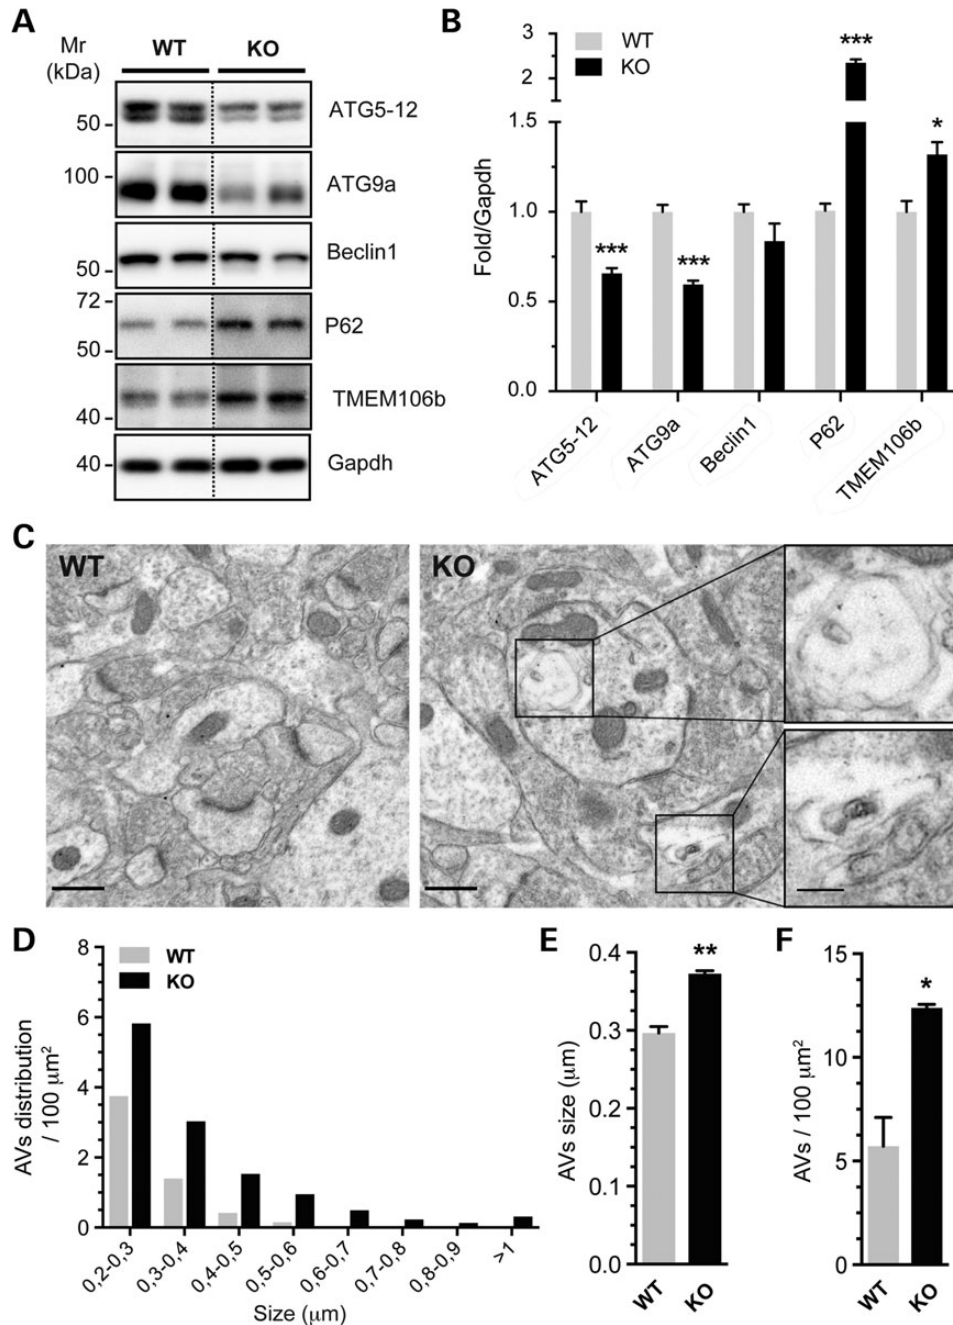 A
Mr
(kDa)
WT KO
50
ATG5-12
100
ATG9a
50
Beclin1
72
50
P62
40
TMEM106b
40
Gapdh
B
WT
KO
Fold/Gapdh
3
2
1.5
1.0
0.5
0.0
***
***
***
*
ATG5-12
ATG9a
Beclin1
P62
TMEM106b
C
WT
KO
D
WT
KO
AVs distribution
/ 100 µm²
8
6
4
2
0
0,2-0,3
0,3-0,4
0,4-0,5
0,5-0,6
0,6-0,7
0,7-0,8
0,8-0,9
>1
Size (µm)
E
AVs size (µm)
0.4
0.3
0.2
0.1
0.0
**
WT
KO
F
AVs / 100 µm²
15
10
5
0
*
WT
KO